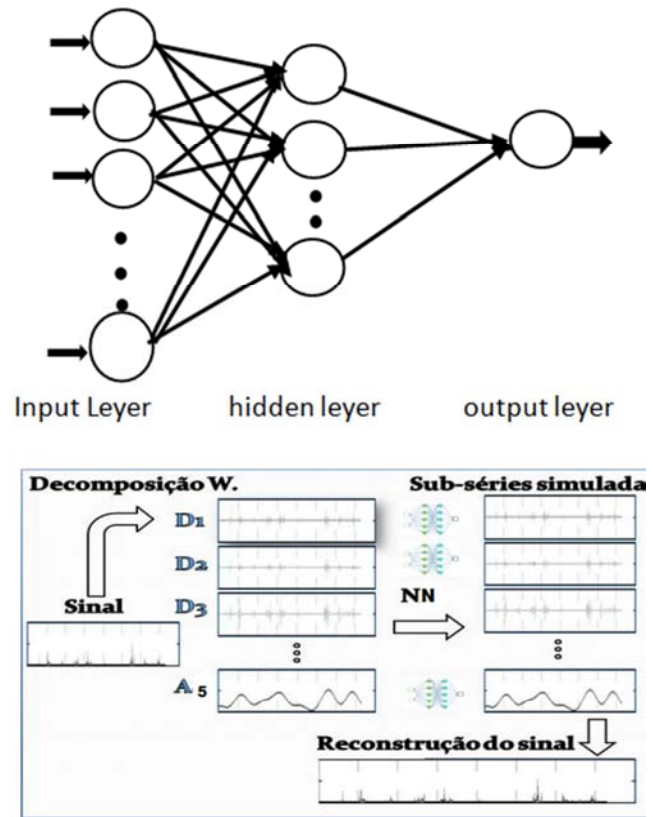 Input Leyer hidden leyer output leyer
Decomposição W. Sub-séries simulada
D1
D2
Sinal D3 NN
A 5
Reconstrução do sinal